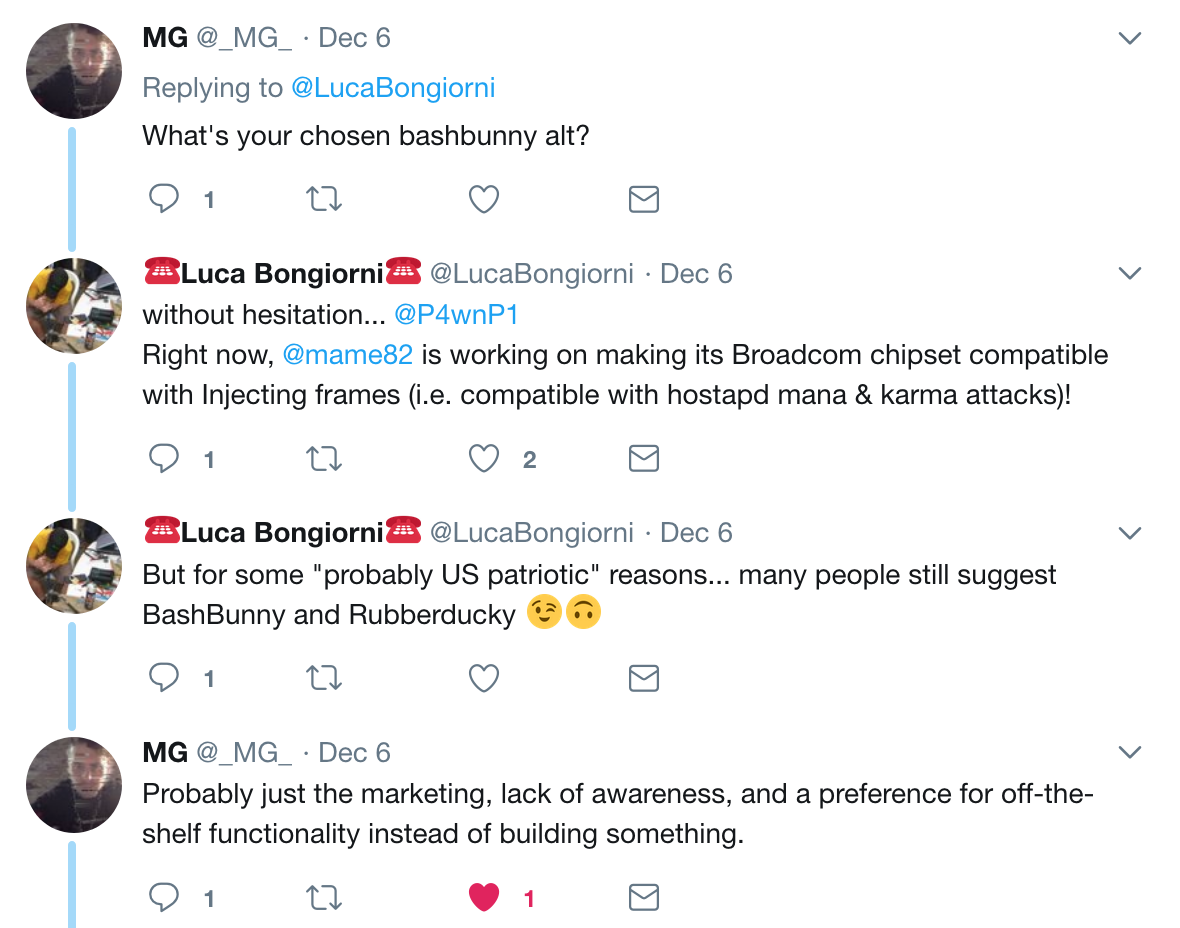 MG @_MG_ · Dec 6
Replying to @LucaBongiorni
What's your chosen bashbunny alt?
1
☎️Luca Bongiorni☎️ @LucaBongiorni · Dec 6
without hesitation... @P4wnP1
Right now, @mame82 is working on making its Broadcom chipset compatible
with Injecting frames (i.e. compatible with hostapd mana & karma attacks)!
1 2
☎️Luca Bongiorni☎️ @LucaBongiorni · Dec 6
But for some "probably US patriotic" reasons... many people still suggest
BashBunny and Rubberducky 😉🙃
1
MG @_MG_ · Dec 6
Probably just the marketing, lack of awareness, and a preference for off-the-
shelf functionality instead of building something.
1 1